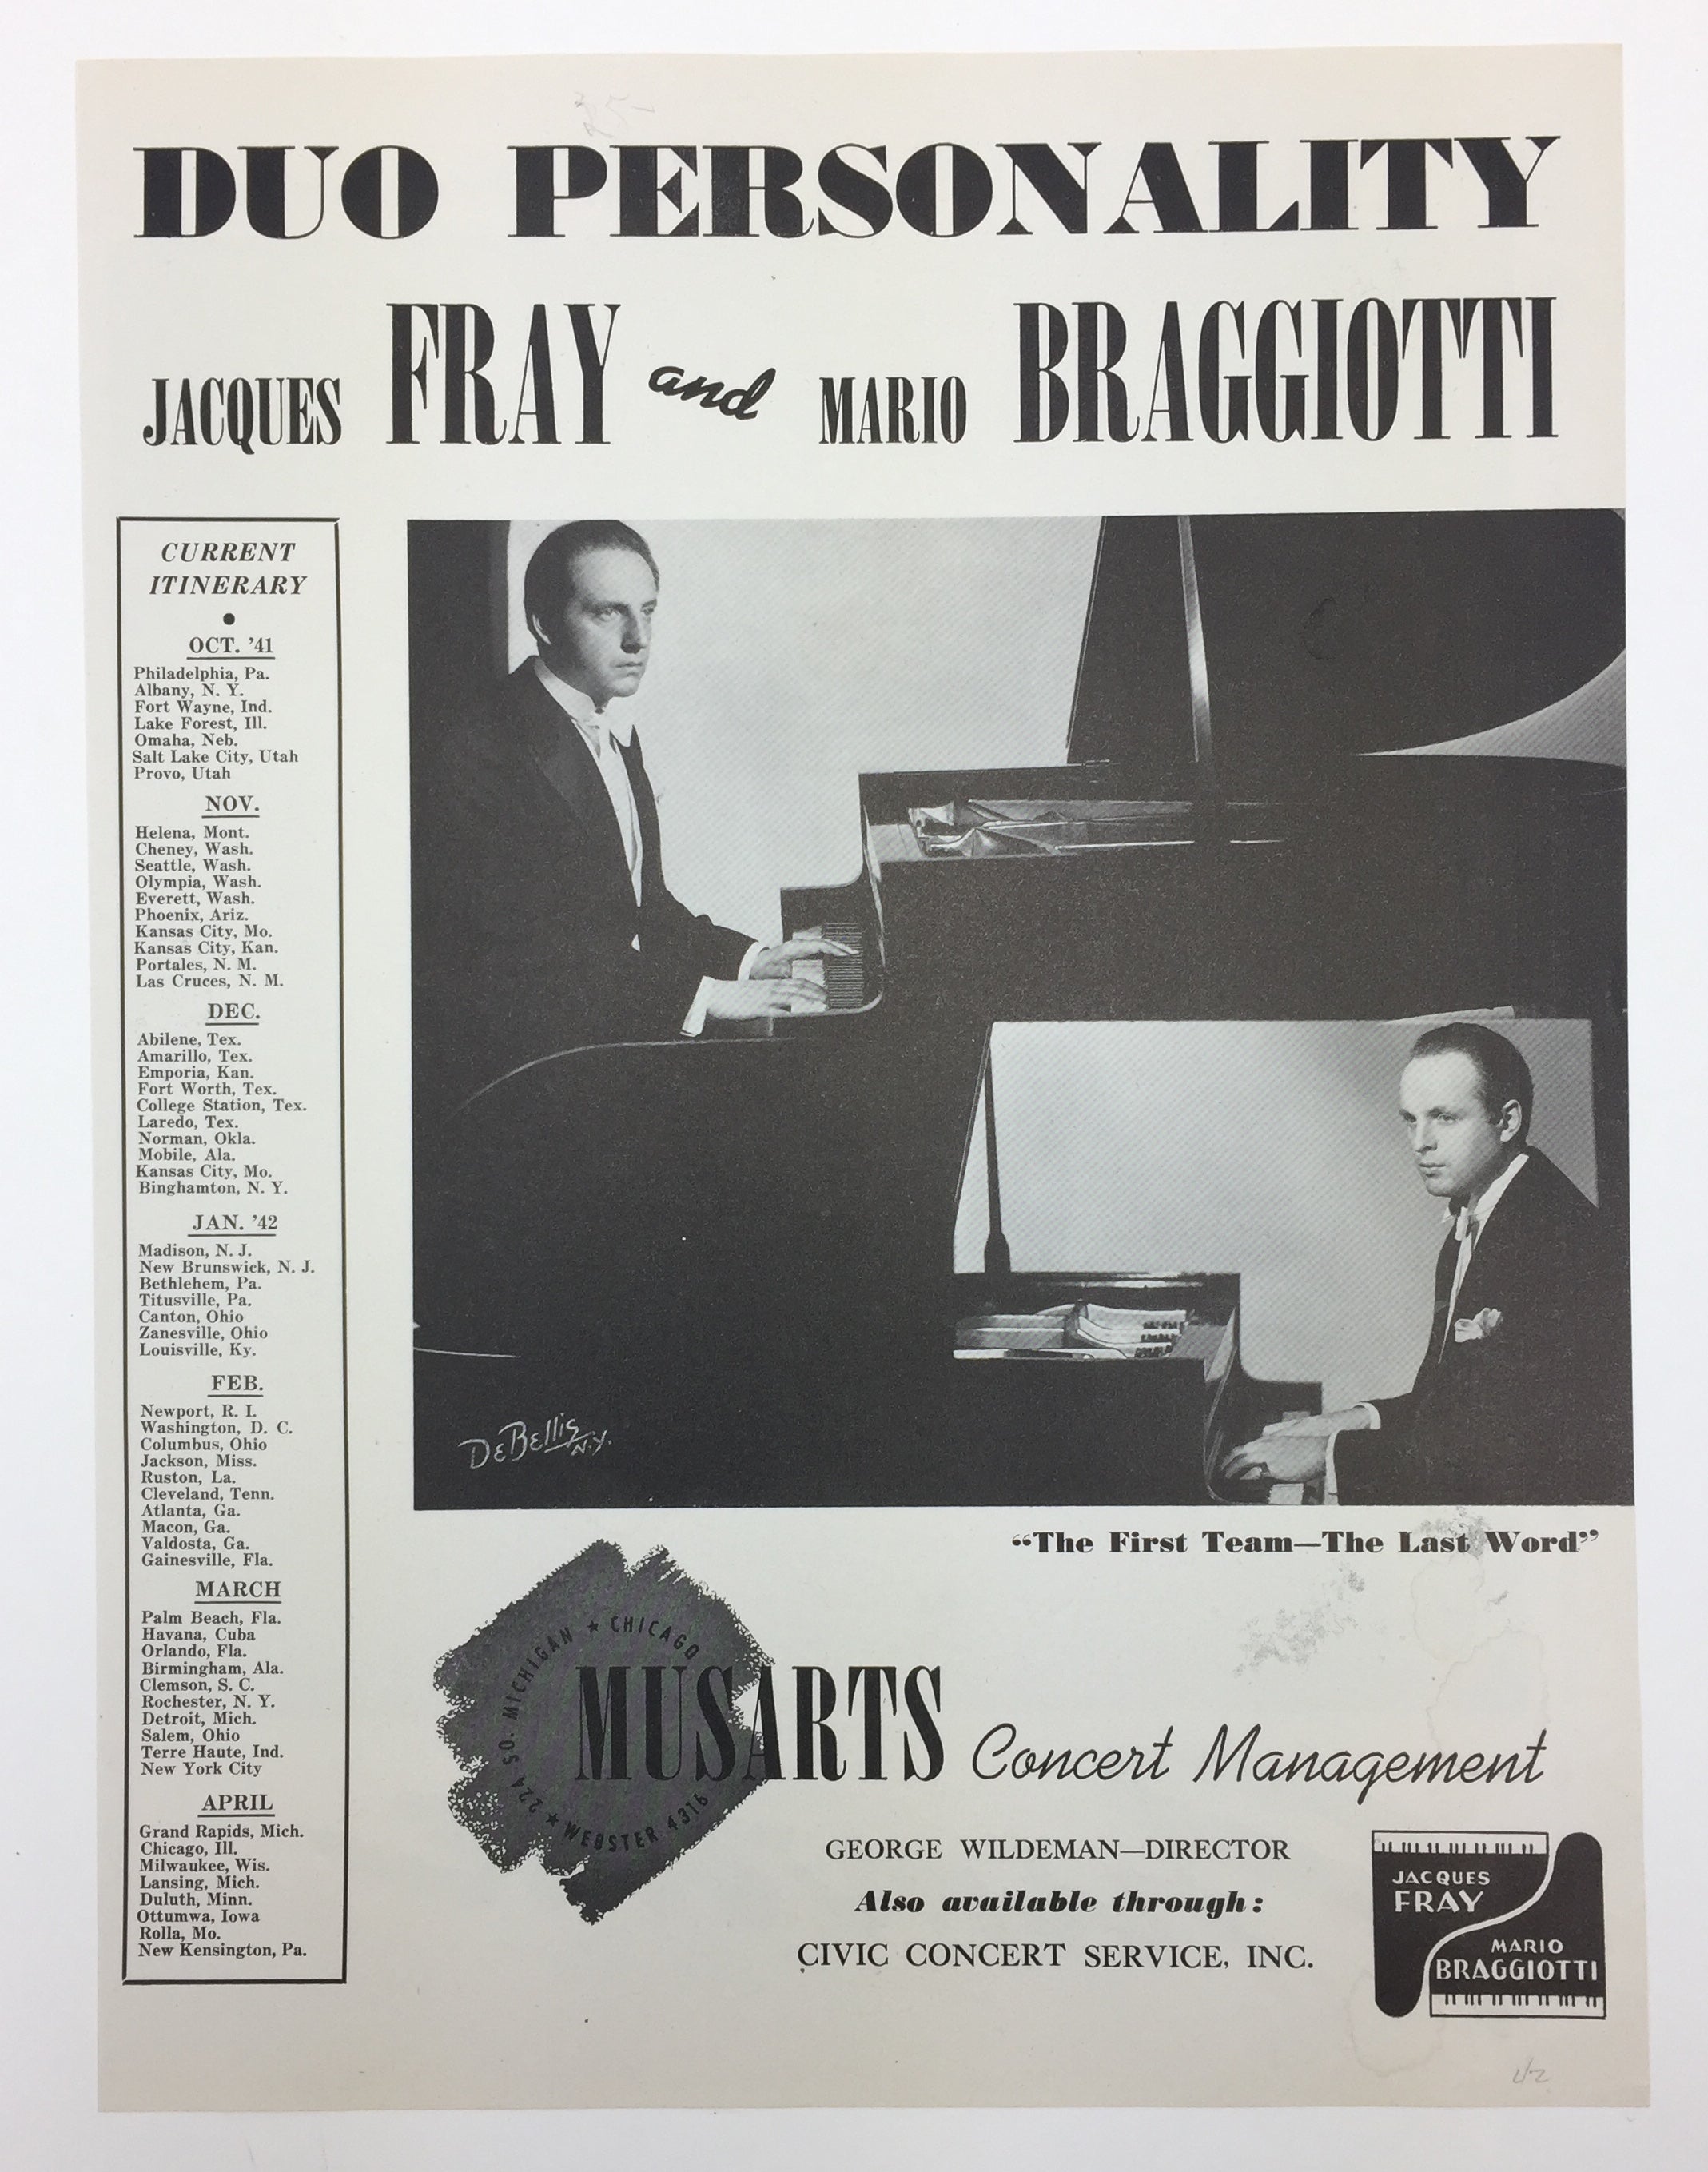 DUO PERSONALITY
JACQUES FRAY and MARIO BRAGGIOTTI
CURRENT
ITINERARY
OCT. '41
Philadelphia, Pa.
Albany, N. Y.
Fort Wayne, Ind.
Lake Forest, Ill.
Omaha, Neb.
Salt Lake City, Utah
Provo, Utah
NOV.
Helena, Mont.
Cheney, Wash.
Seattle, Wash.
Olympia, Wash.
Everett, Wash.
Phoenix, Ariz.
Kansas City, Mo.
Kansas City, Kan.
Portales, N. M.
Las Cruces, N. M.
DEC.
Abilene, Tex.
Amarillo, Tex.
Emporia, Kan.
Fort Worth, Tex.
College Station, Tex.
Laredo, Tex.
Norman, Okla.
Mobile, Ala.
Kansas City, Mo.
Binghamton, N. Y.
JAN. '42
Madison, N. J.
New Brunswick, N. J.
Bethlehem, Pa.
Titusville, Pa.
Canton, Ohio
Zanesville, Ohio
Louisville, Ky.
FEB.
Newport, R. I.
Washington, D. C.
Columbus, Ohio
Jackson, Miss.
Ruston, La.
Cleveland, Tenn.
Atlanta, Ga.
Macon, Ga.
Valdosta, Ga.
Gainesville, Fla.
MARCH
Palm Beach, Fla.
Havana, Cuba
Orlando, Fla.
Birmingham, Ala.
Clemson, S. C.
Rochester, N. Y.
Detroit, Mich.
Salem, Ohio
Terre Haute, Ind.
New York City
APRIL
Grand Rapids, Mich.
Chicago, Ill.
Milwaukee, Wis.
Lansing, Mich.
Duluth, Minn.
Ottumwa, Iowa
Rolla, Mo.
New Kensington, Pa.
DeBellis N.Y.
"The First Team—The Last Word"
224 SO. MICHIGAN ★ CHICAGO
★ WEBSTER 4316
MUSARTS Concert Management
GEORGE WILDEMAN—DIRECTOR
Also available through:
CIVIC CONCERT SERVICE, INC.
JACQUES
FRAY
MARIO
BRAGGIOTTI